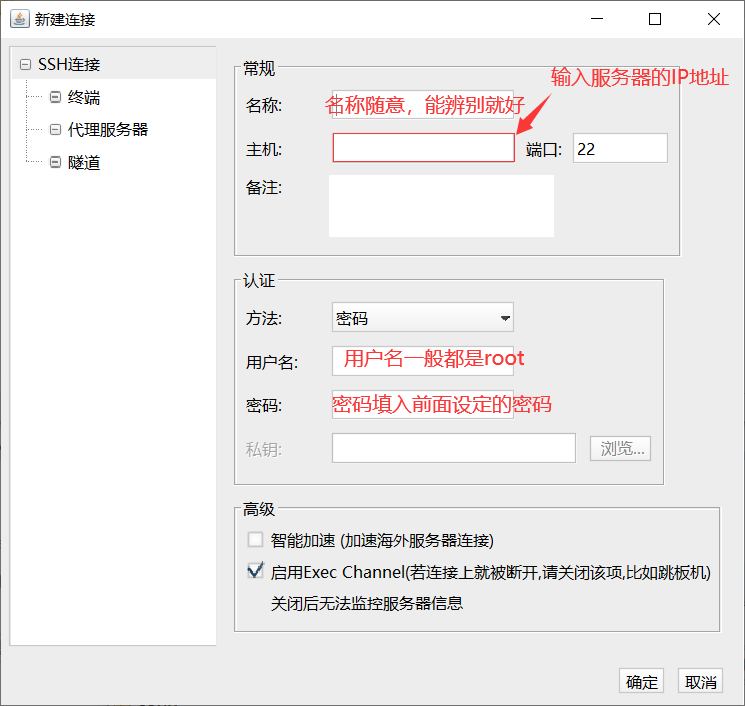 新建连接
SSH连接
终端
代理服务器
隧道
常规
输入服务器的IP地址
名称: 名称随意，能辨别就好
主机: 端口: 22
备注:
认证
方法: 密码
用户名: 用户名一般都是root
密码: 密码填入前面设定的密码
私钥: 浏览...
高级
智能加速 (加速海外服务器连接)
启用Exec Channel(若连接上就被断开,请关闭该项,比如跳板机)
关闭后无法监控服务器信息
确定 取消